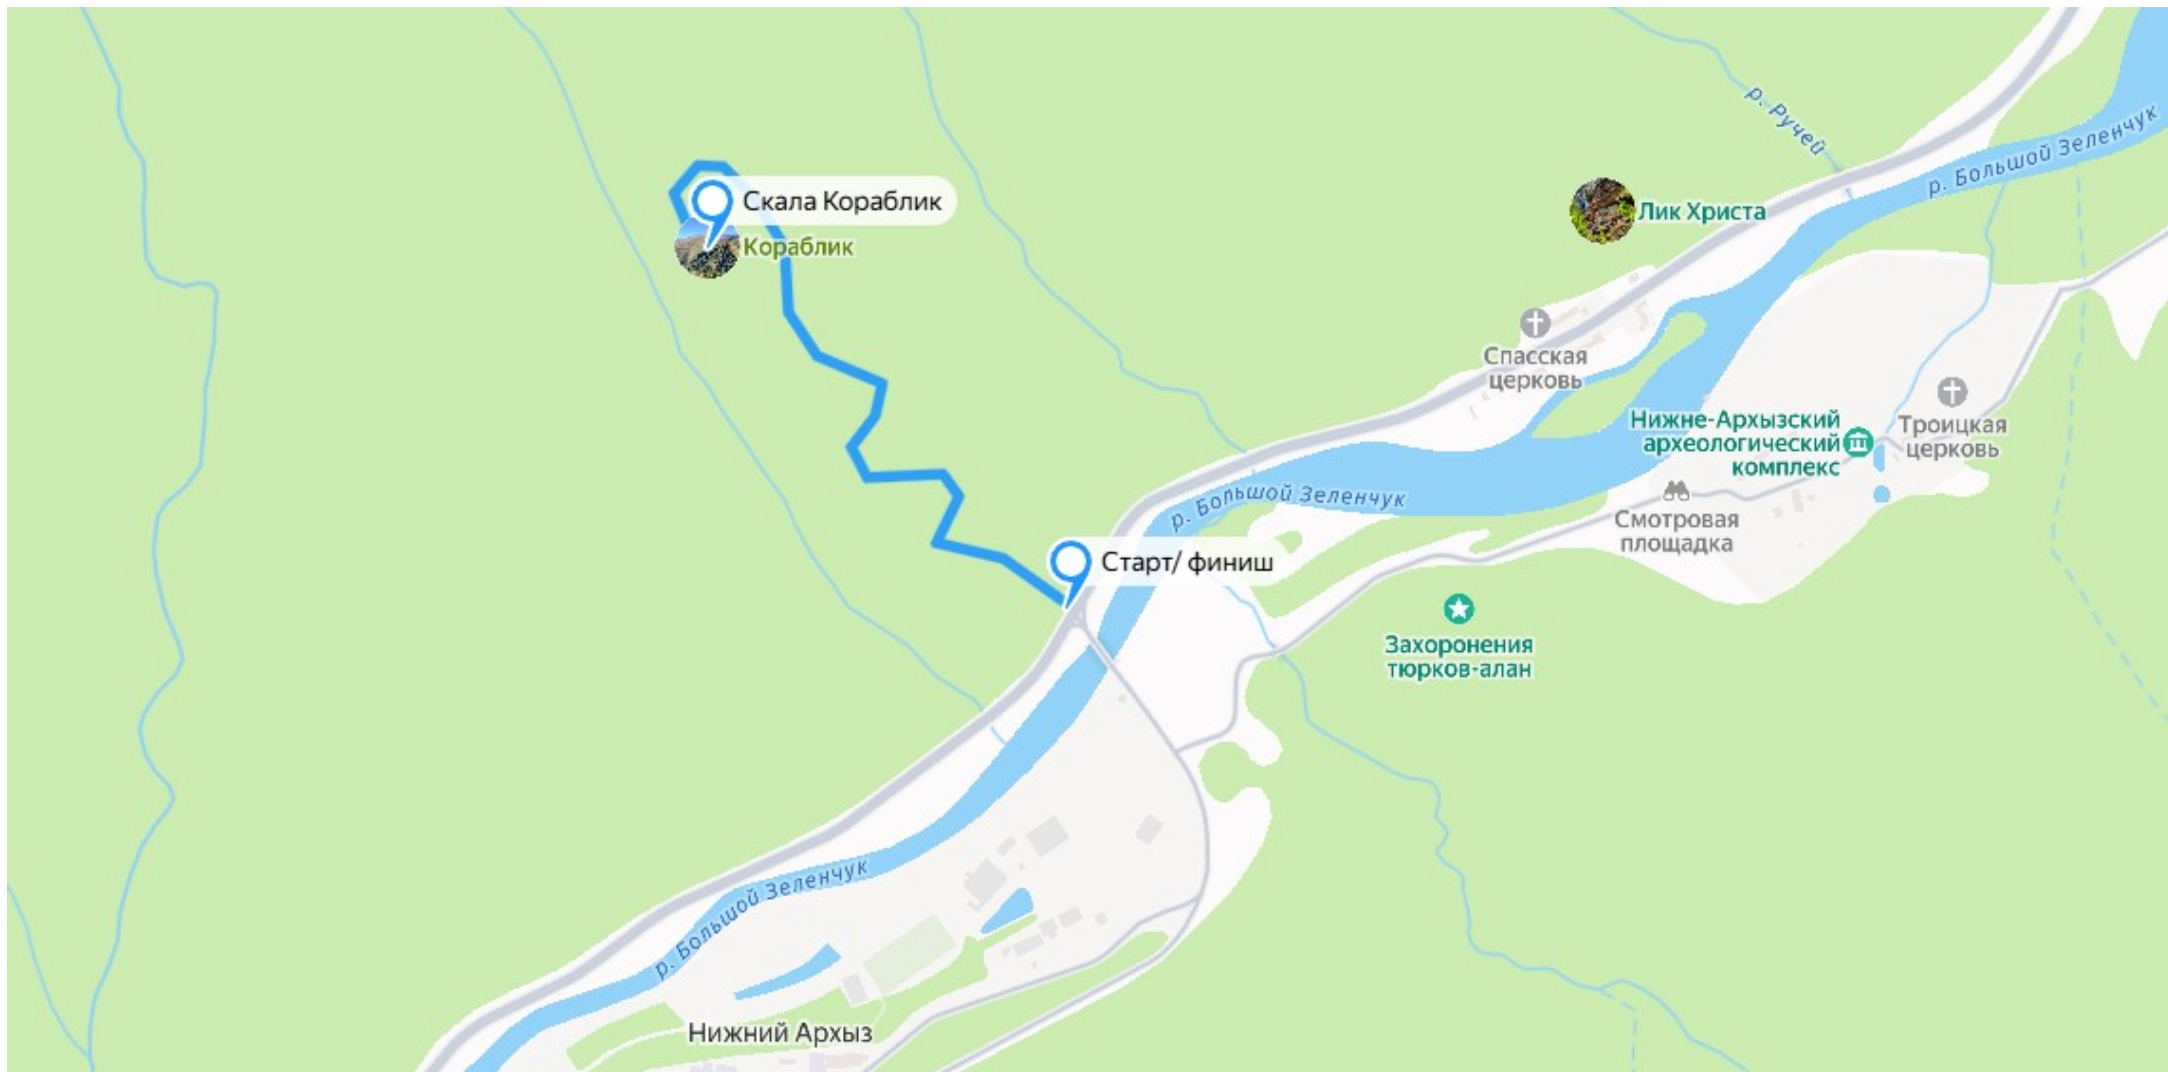 р. Ручей
р. Большой Зеленчук
Скала Кораблик
Кораблик
Лик Христа
Спасская
церковь
Нижне-Архызский
археологический
комплекс
Троицкая
церковь
р. Большой Зеленчук
Смотровая
площадка
Старт/ финиш
Захоронения
тюрков-алан
р. Большой Зеленчук
Нижний Архыз